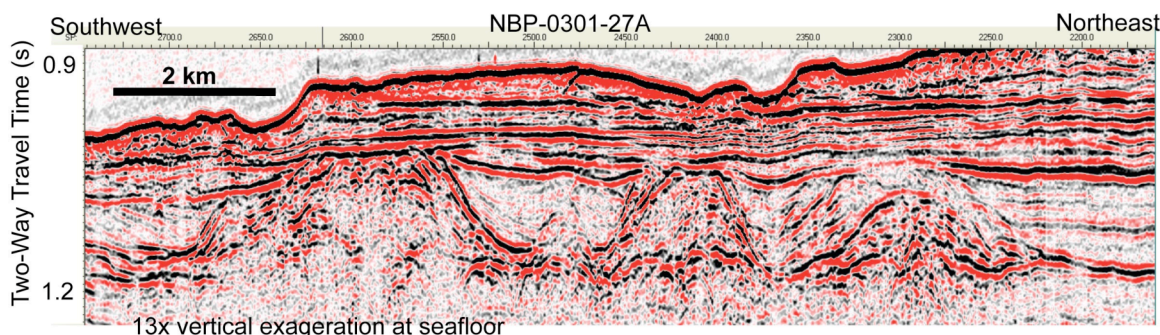 Southwest NBP-0301-27A Northeast
SP: 2700.0 2650.0 2600.0 2550.0 2500.0 2450.0 2400.0 2350.0 2300.0 2250.0 2200.0
0.9
2 km
Two-Way Travel Time (s)
1.2
13x vertical exageration at seafloor